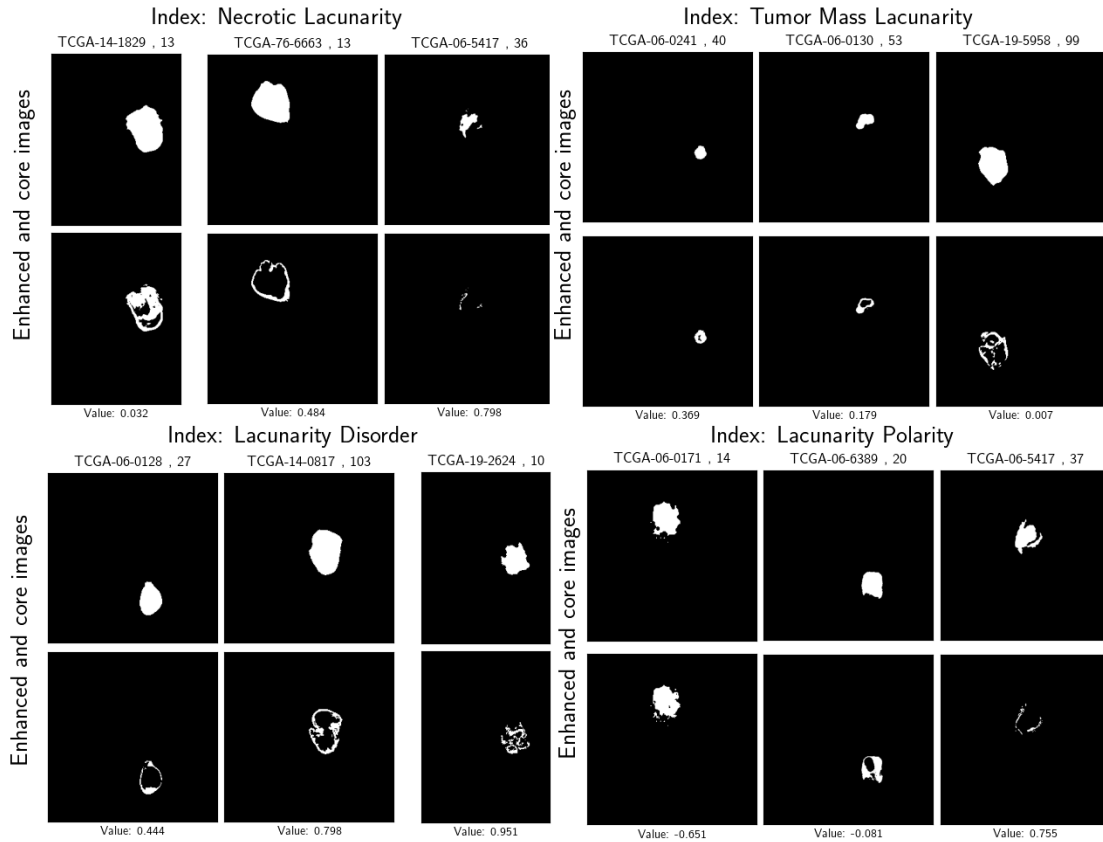 Index: Necrotic Lacunarity
TCGA-14-1829 , 13
TCGA-76-6663 , 13
TCGA-06-5417 , 36
Enhanced and core images
Value: 0.032
Value: 0.484
Value: 0.798
Index: Tumor Mass Lacunarity
TCGA-06-0241 , 40
TCGA-06-0130 , 53
TCGA-19-5958 , 99
Enhanced and core images
Value: 0.369
Value: 0.179
Value: 0.007
Index: Lacunarity Disorder
TCGA-06-0128 , 27
TCGA-14-0817 , 103
TCGA-19-2624 , 10
Enhanced and core images
Value: 0.444
Value: 0.798
Value: 0.951
Index: Lacunarity Polarity
TCGA-06-0171 , 14
TCGA-06-6389 , 20
TCGA-06-5417 , 37
Enhanced and core images
Value: -0.651
Value: -0.081
Value: 0.755